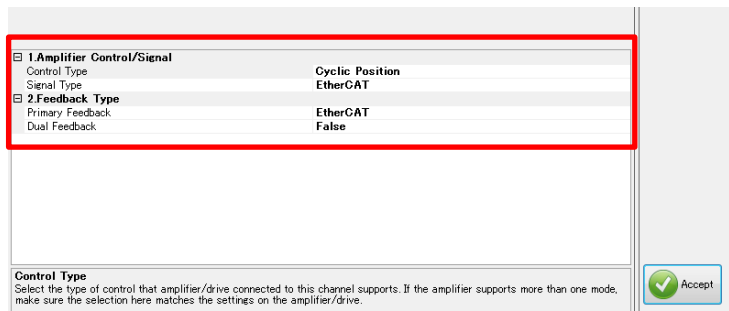 1.Amplifier Control/Signal
Control Type Cyclic Position
Signal Type EtherCAT
2.Feedback Type
Primary Feedback EtherCAT
Dual Feedback False
Control Type
Select the type of control that amplifier/drive connected to this channel supports. If the amplifier supports more than one mode,
make sure the selection here matches the settings on the amplifier/drive.
Accept